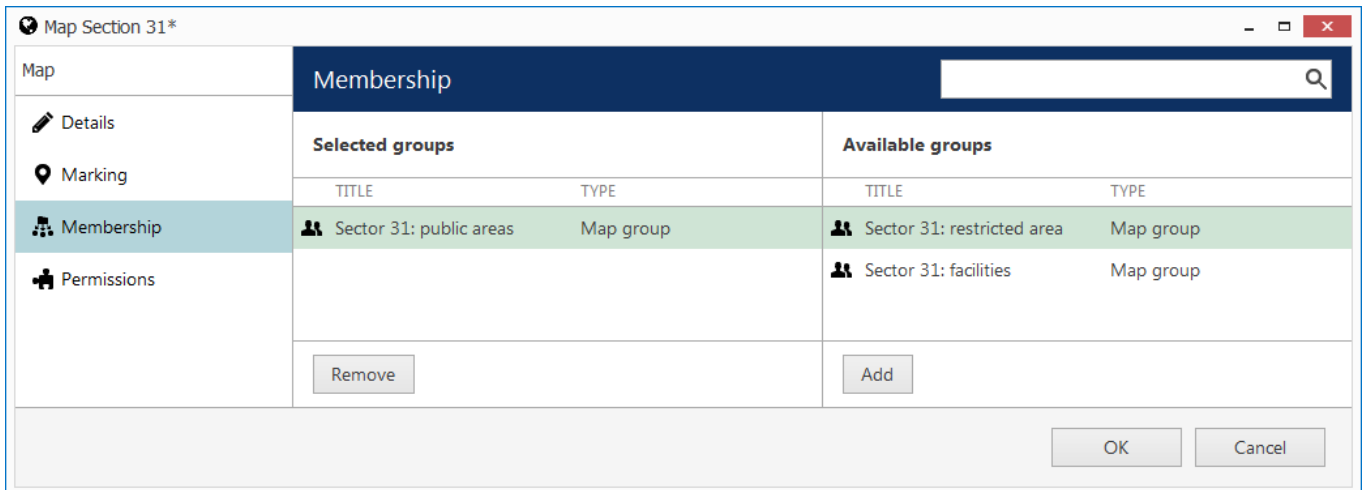 Map Section 31*
Map
Membership
Details
Marking
Membership
Permissions
Selected groups
TITLE TYPE
Sector 31: public areas Map group
Remove
Available groups
TITLE TYPE
Sector 31: restricted area Map group
Sector 31: facilities Map group
Add
OK Cancel